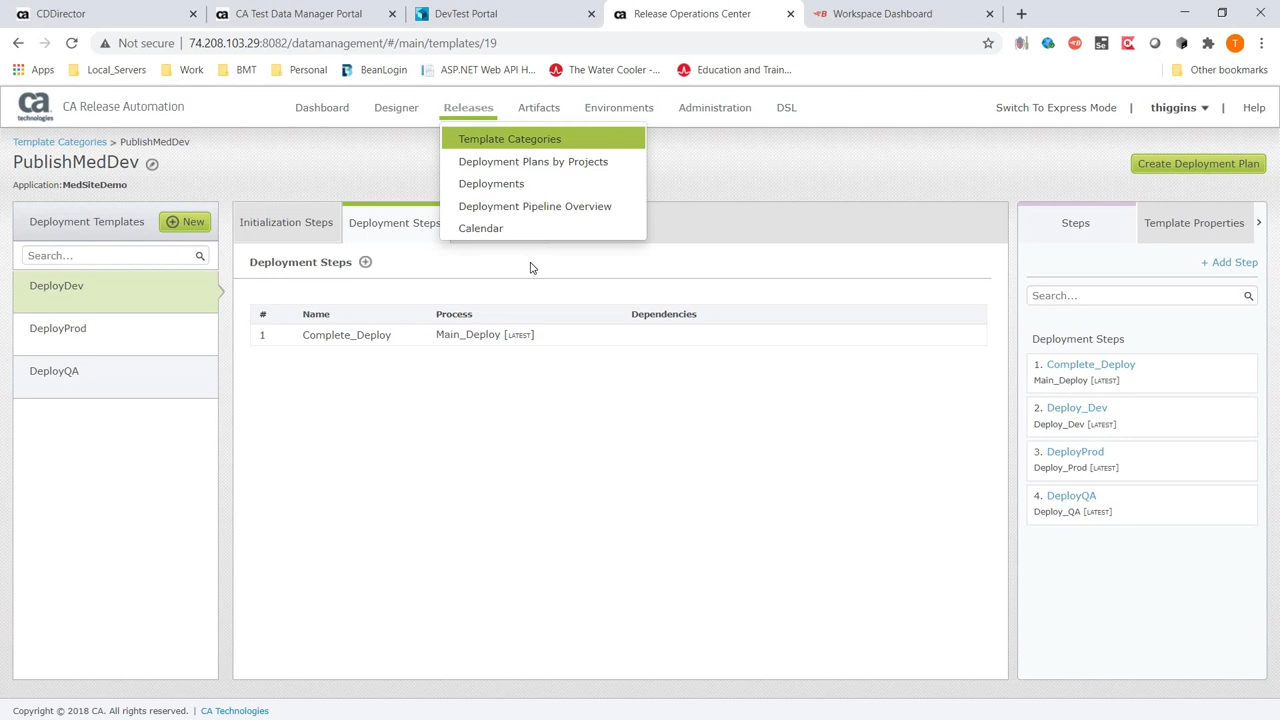 CDDirector
CA Test Data Manager Portal
DevTest Portal
Release Operations Center
Workspace Dashboard
Not secure
74.208.103.29:8082/datamanagement/#/main/templates/19
Apps
Local_Servers
Work
BMT
Personal
BeanLogin
ASP.NET Web API H...
The Water Cooler -...
Education and Train...
Other bookmarks
ca technologies
CA Release Automation
Dashboard
Designer
Releases
Artifacts
Environments
Administration
DSL
Switch To Express Mode
thiggins
Help
Template Categories > PublishMedDev
PublishMedDev
Application:MedSiteDemo
Template Categories
Deployment Plans by Projects
Deployments
Deployment Pipeline Overview
Calendar
Create Deployment Plan
Deployment Templates
New
Search...
DeployDev
DeployProd
DeployQA
Initialization Steps
Deployment Steps
Deployment Steps
# Name Process Dependencies
1 Complete_Deploy Main_Deploy [LATEST]
Steps
Template Properties
+ Add Step
Search...
Deployment Steps
1. Complete_Deploy
Main_Deploy [LATEST]
2. Deploy_Dev
Deploy_Dev [LATEST]
3. DeployProd
Deploy_Prod [LATEST]
4. DeployQA
Deploy_QA [LATEST]
Copyright © 2018 CA. All rights reserved. | CA Technologies